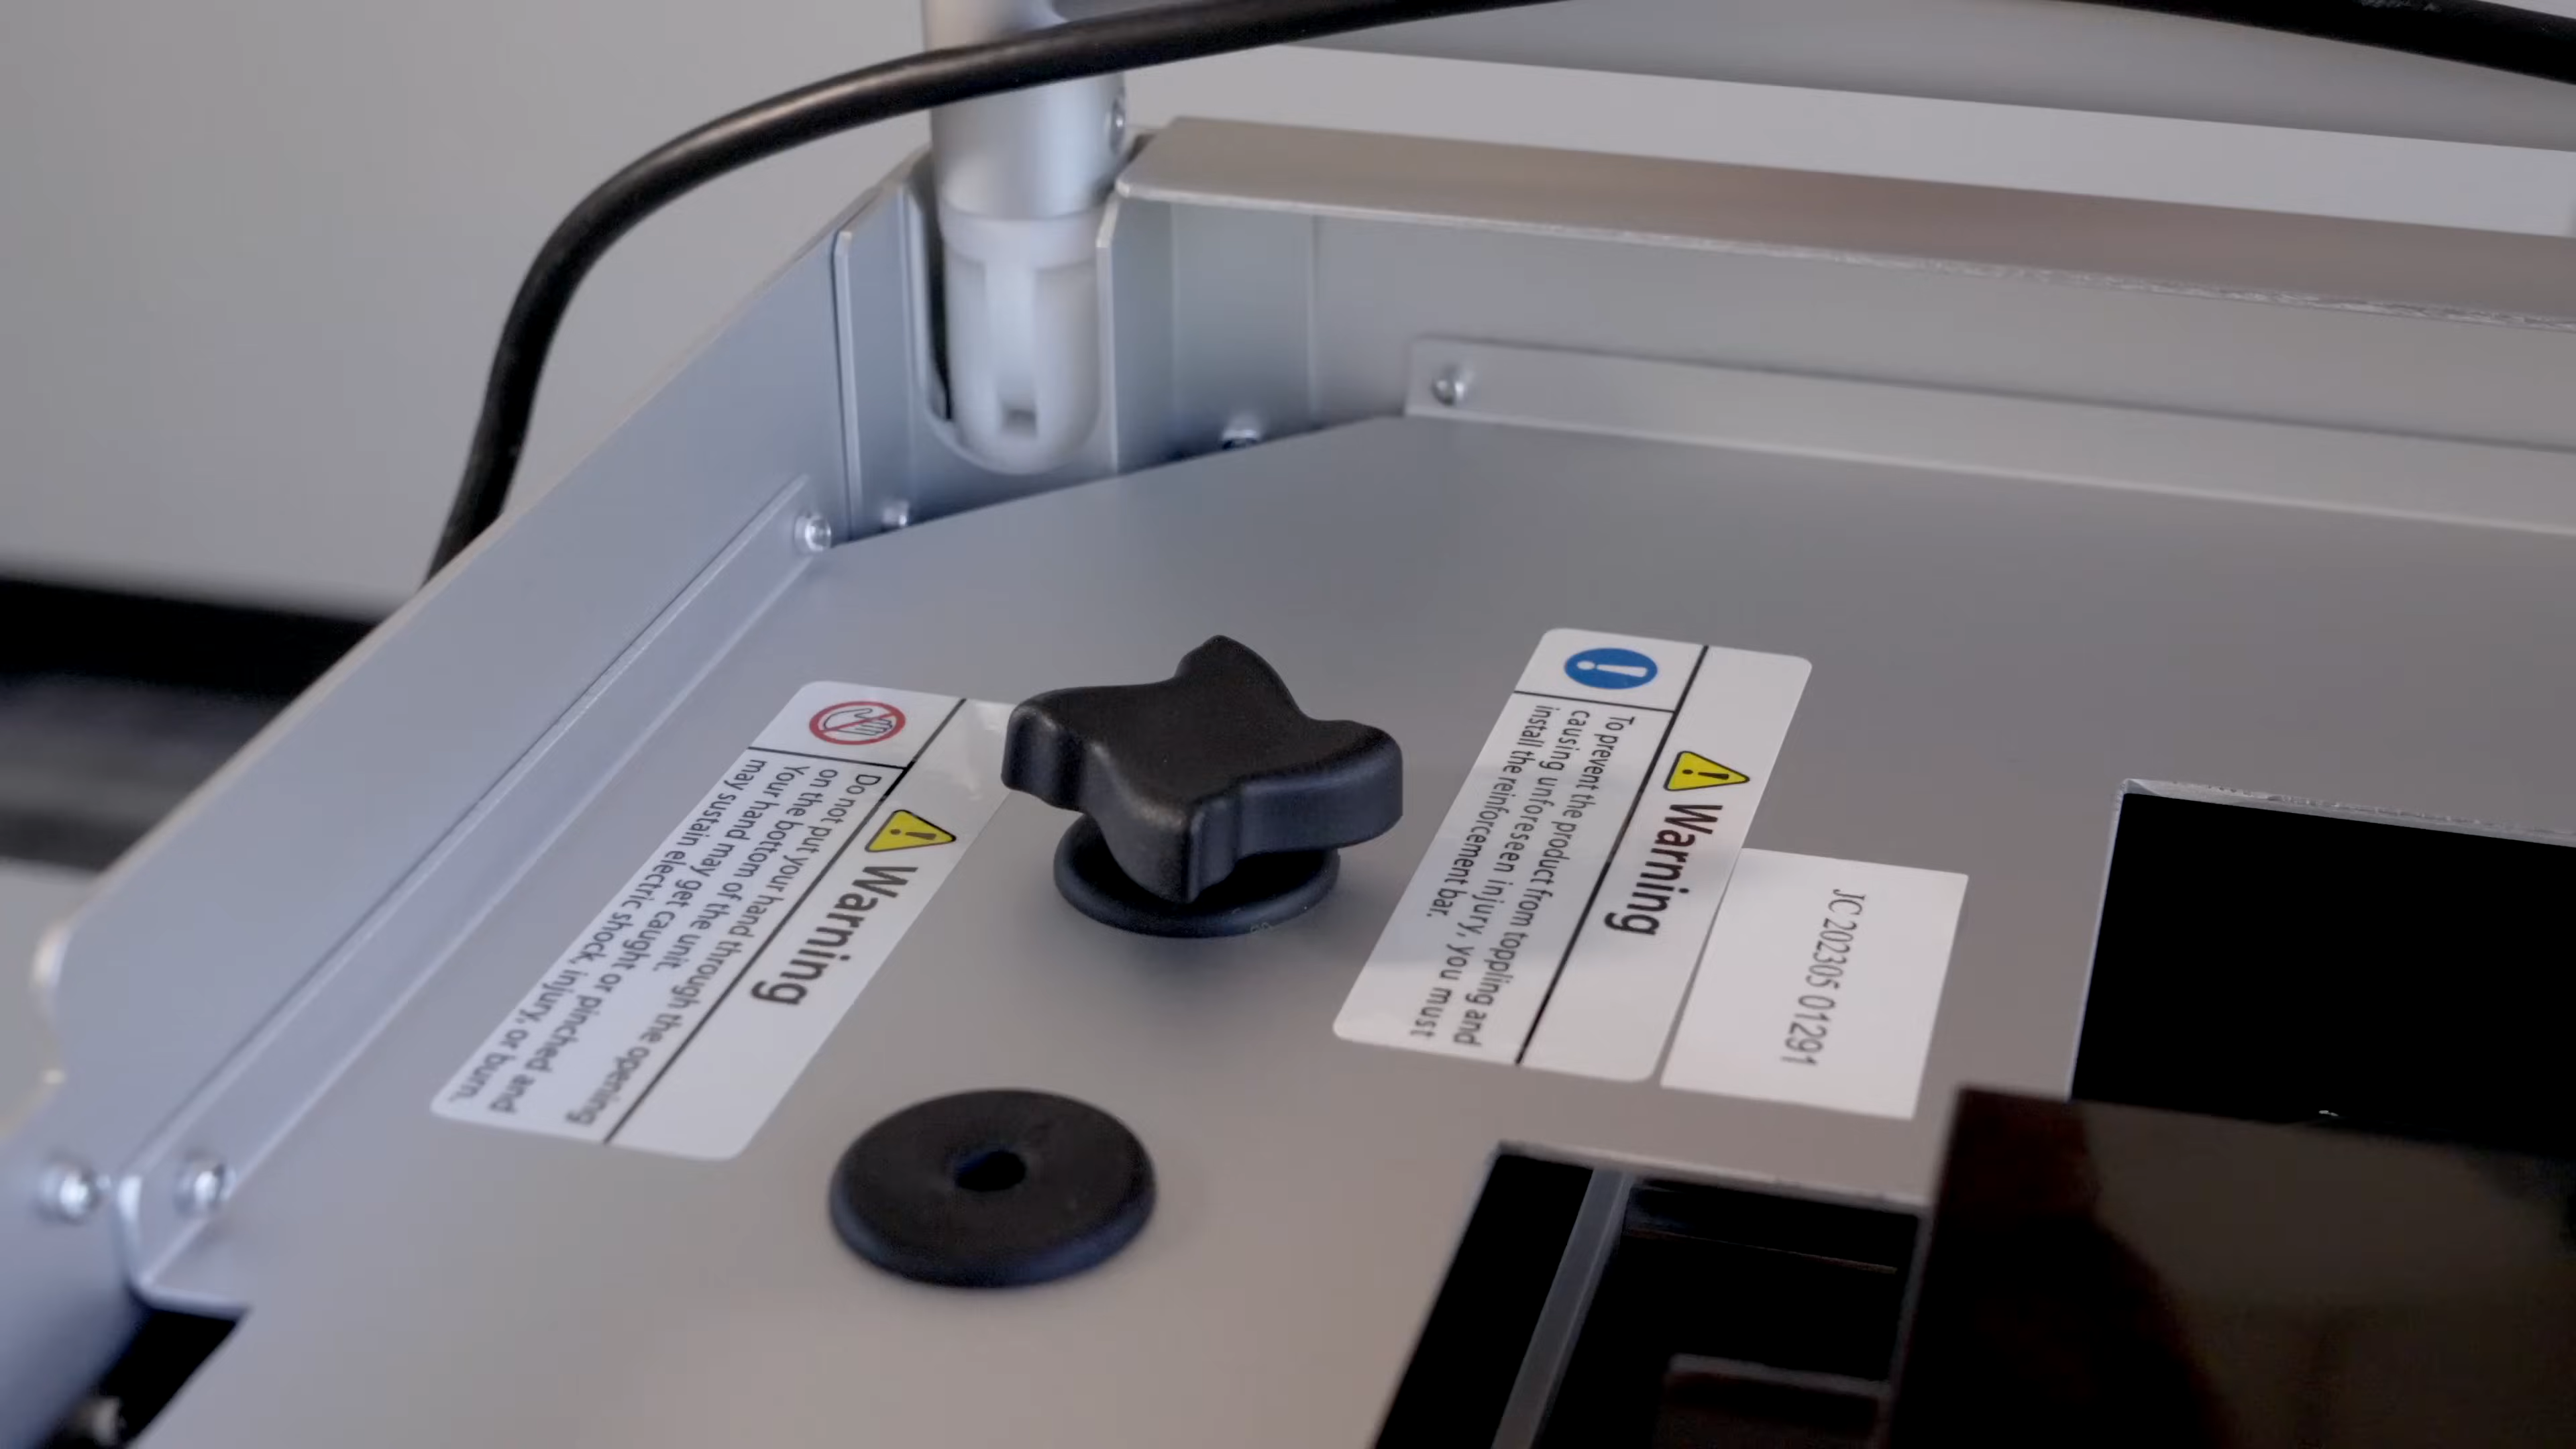 Warning
Do not put your hand through the opening
on the bottom of the unit.
Your hand may get caught or pinched and
may sustain electric shock, injury, or burn.
Warning
To prevent the product from toppling and
causing unforeseen injury, you must
install the reinforcement bar.
JC202305 01291